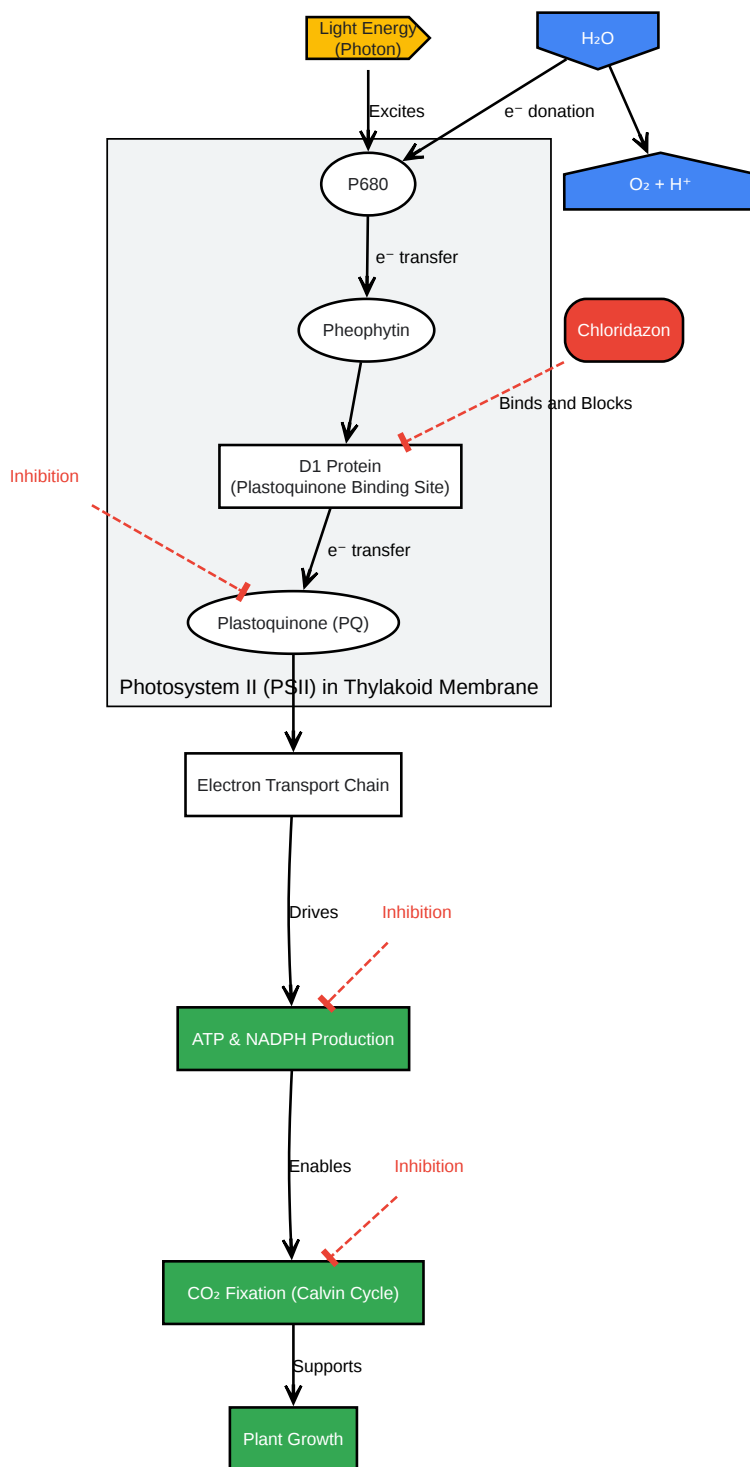 Light Energy
(Photon)
H₂O
Excites
e⁻ donation
P680
O₂ + H⁺
e⁻ transfer
Pheophytin
Chloridazon
Binds and Blocks
D1 Protein
(Plastoquinone Binding Site)
Inhibition
e⁻ transfer
Plastoquinone (PQ)
Photosystem II (PSII) in Thylakoid Membrane
Electron Transport Chain
Drives
Inhibition
ATP & NADPH Production
Enables
Inhibition
CO₂ Fixation (Calvin Cycle)
Supports
Plant Growth